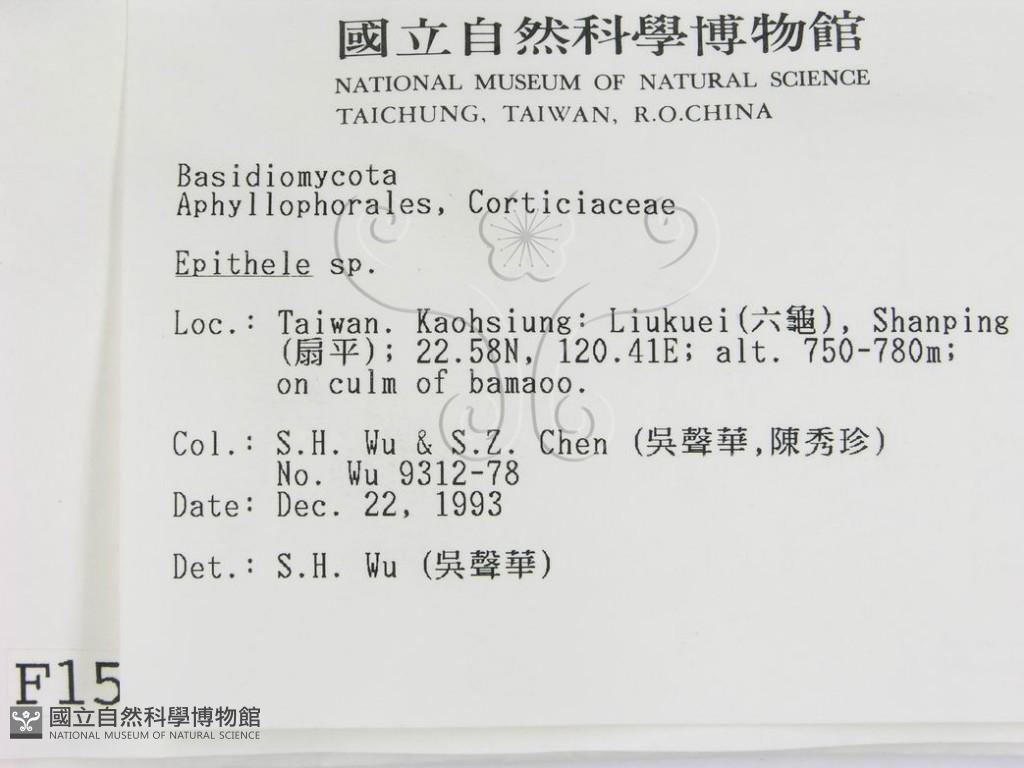 國立自然科學博物館
NATIONAL MUSEUM OF NATURAL SCIENCE
TAICHUNG, TAIWAN, R.O.CHINA
Basidiomycota
Aphyllophorales, Corticiaceae
Epithele sp.
Loc.: Taiwan. Kaohsiung: Liukuei(六龜), Shanping
(扇平); 22.58N, 120.41E; alt. 750-780m;
on culm of bamaoo.
Col.: S.H. Wu & S.Z. Chen (吳聲華,陳秀珍)
No. Wu 9312-78
Date: Dec. 22, 1993
Det.: S.H. Wu (吳聲華)
F15
國立自然科學博物館
NATIONAL MUSEUM OF NATURAL SCIENCE